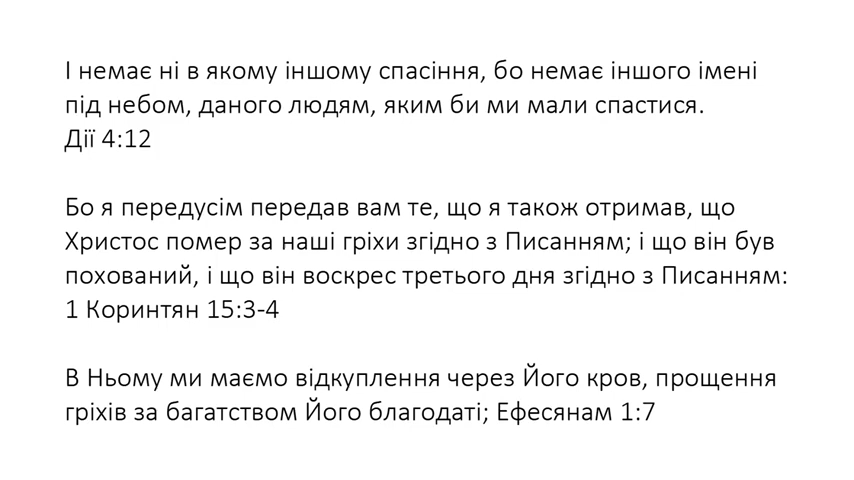 І немає ні в якому іншому спасіння, бо немає іншого імені
під небом, даного людям, яким би ми мали спастися.
Дії 4:12
Бо я передусім передав вам те, що я також отримав, що
Христос помер за наші гріхи згідно з Писанням; і що він був
похований, і що він воскрес третього дня згідно з Писанням:
1 Коринтян 15:3-4
В Ньому ми маємо відкуплення через Його кров, прощення
гріхів за багатством Його благодаті; Ефесянам 1:7